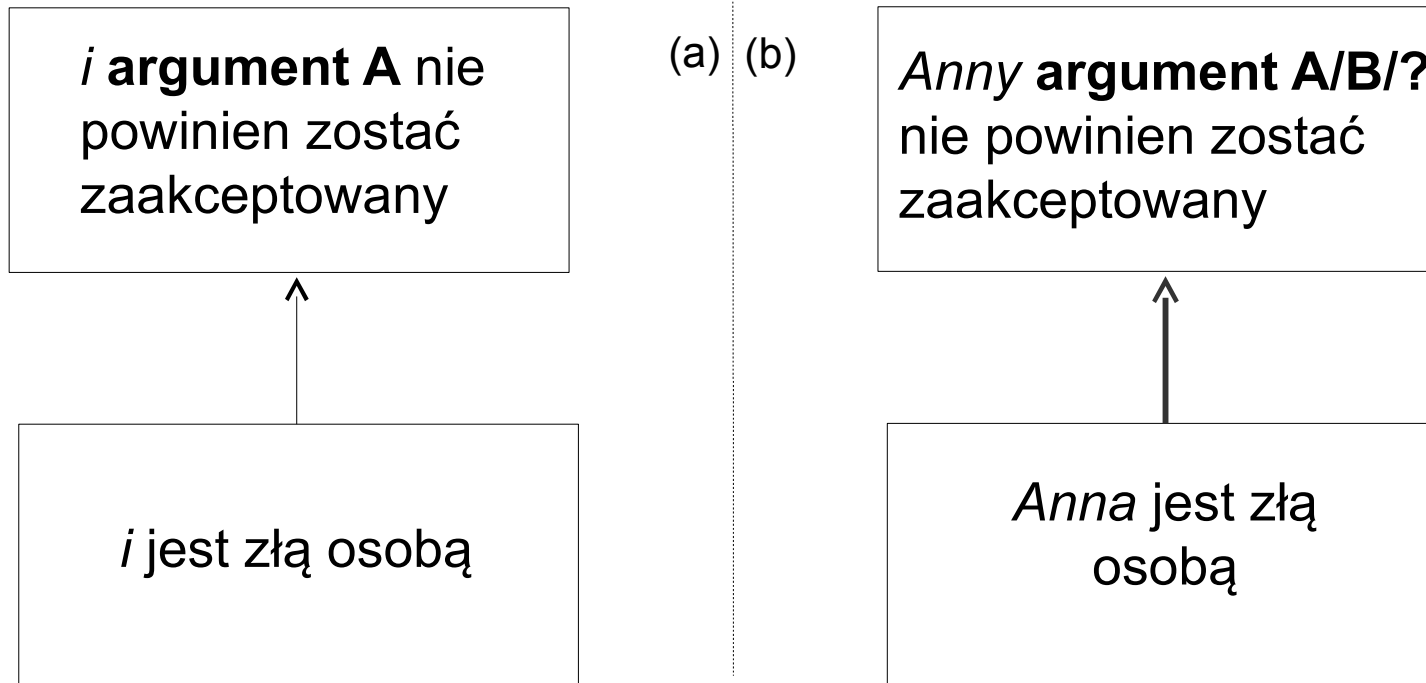 i argument A nie
powinien zostać
zaakceptowany
(a)
(b)
Anny argument A/B/?
nie powinien zostać
zaakceptowany
i jest złą osobą
Anna jest złą
osobą